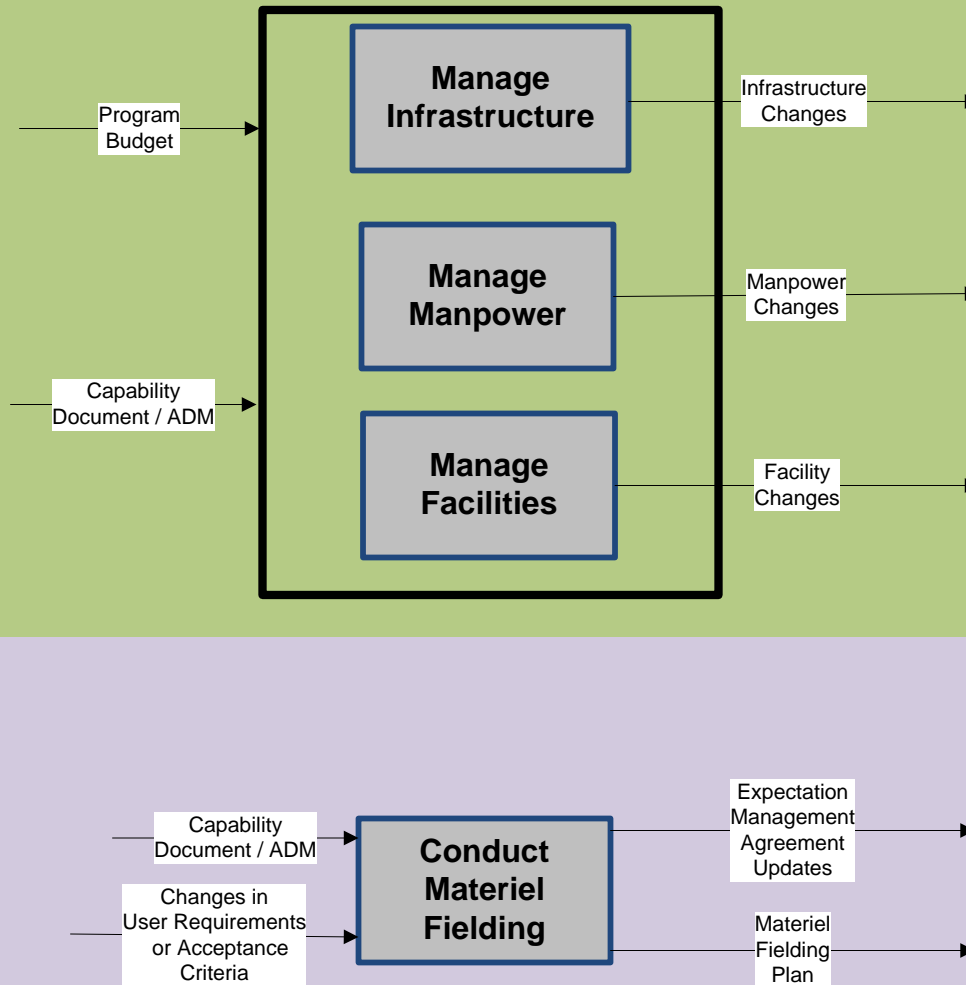 Manage
Infrastructure
Infrastructure
Changes
Program
Budget
Manage
Manpower
Manpower
Changes
Capability
Document / ADM
Manage
Facilities
Facility
Changes
Capability
Document / ADM
Conduct
Materiel
Fielding
Expectation
Management
Agreement
Updates
Changes in
User Requirements
or Acceptance
Criteria
Materiel
Fielding
Plan